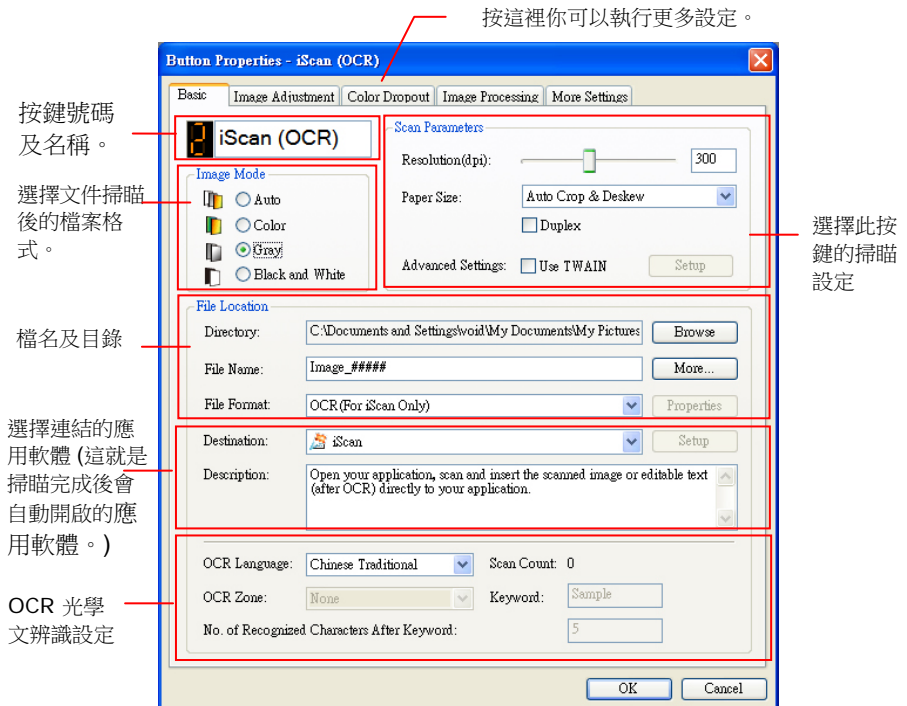 按這裡你可以執行更多設定。
Button Properties - iScan (OCR)
Basic Image Adjustment Color Dropout Image Processing More Settings
按鍵號碼
及名稱。
2 iScan (OCR)
選擇文件掃瞄
後的檔案格
式。
Image Mode
Auto
Color
Gray
Black and White
Scan Parameters
Resolution(dpi): 300
Paper Size: Auto Crop & Deskew
Duplex
Advanced Settings: Use TWAIN Setup
選擇此按
鍵的掃瞄
設定
檔名及目錄
File Location
Directory: C:\Documents and Settings\void\My Documents\My Pictures Browse
File Name: Image_##### More...
File Format: OCR(For iScan Only) Properties
選擇連結的應
用軟體 (這就是
掃瞄完成後會
自動開啟的應
用軟體。)
Destination: iScan Setup
Description: Open your application, scan and insert the scanned image or editable text
(after OCR) directly to your application.
OCR 光學
文辨識設定
OCR Language: Chinese Traditional Scan Count: 0
OCR Zone: None Keyword: Sample
No. of Recognized Characters After Keyword: 5
OK Cancel